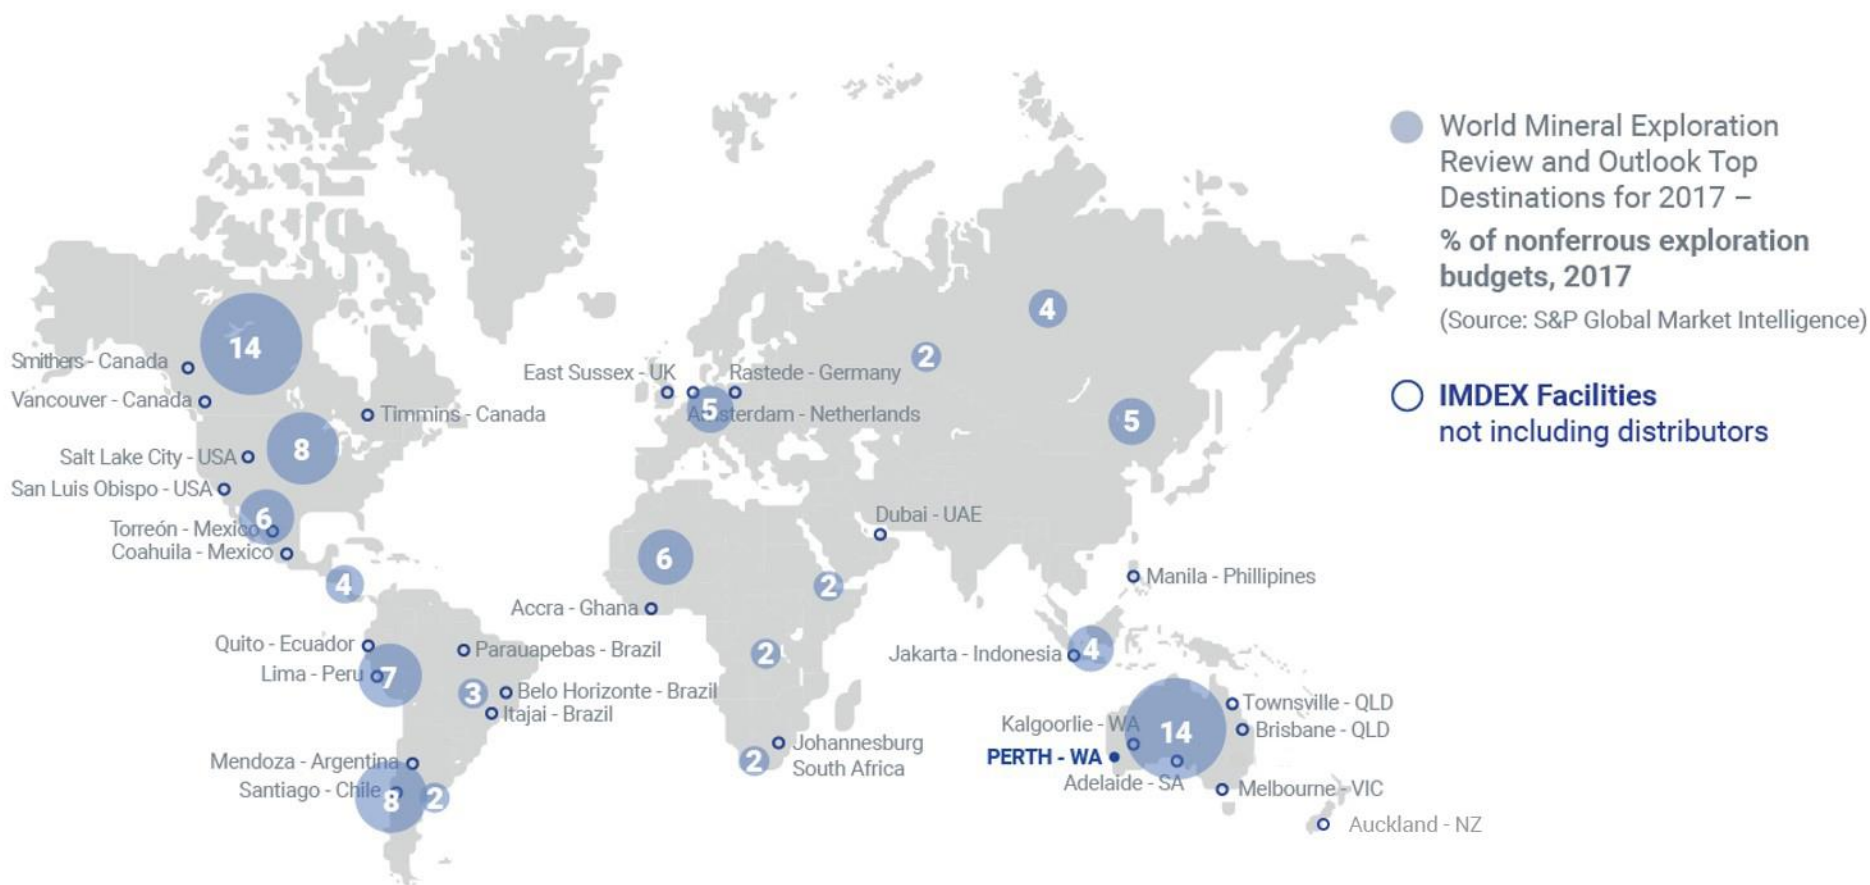 World Mineral Exploration
Review and Outlook Top
Destinations for 2017 –
% of nonferrous exploration
budgets, 2017
(Source: S&P Global Market Intelligence)
IMDEX Facilities
not including distributors
14
Smithers - Canada
Vancouver - Canada
Timmins - Canada
8
Salt Lake City - USA
San Luis Obispo - USA
6
Torreón - Mexico
Coahuila - Mexico
4
Quito - Ecuador
Lima - Peru
7
Parauapebas - Brazil
3
Belo Horizonte - Brazil
Itajai - Brazil
Mendoza - Argentina
Santiago - Chile
8
2
East Sussex - UK
Rastede - Germany
5
Amsterdam - Netherlands
2
4
5
Dubai - UAE
6
2
Accra - Ghana
2
Johannesburg
South Africa
2
Manila - Phillipines
Jakarta - Indonesia
4
Townsville - QLD
Kalgoorlie - WA
14
Brisbane - QLD
PERTH - WA
Adelaide - SA
Melbourne - VIC
Auckland - NZ